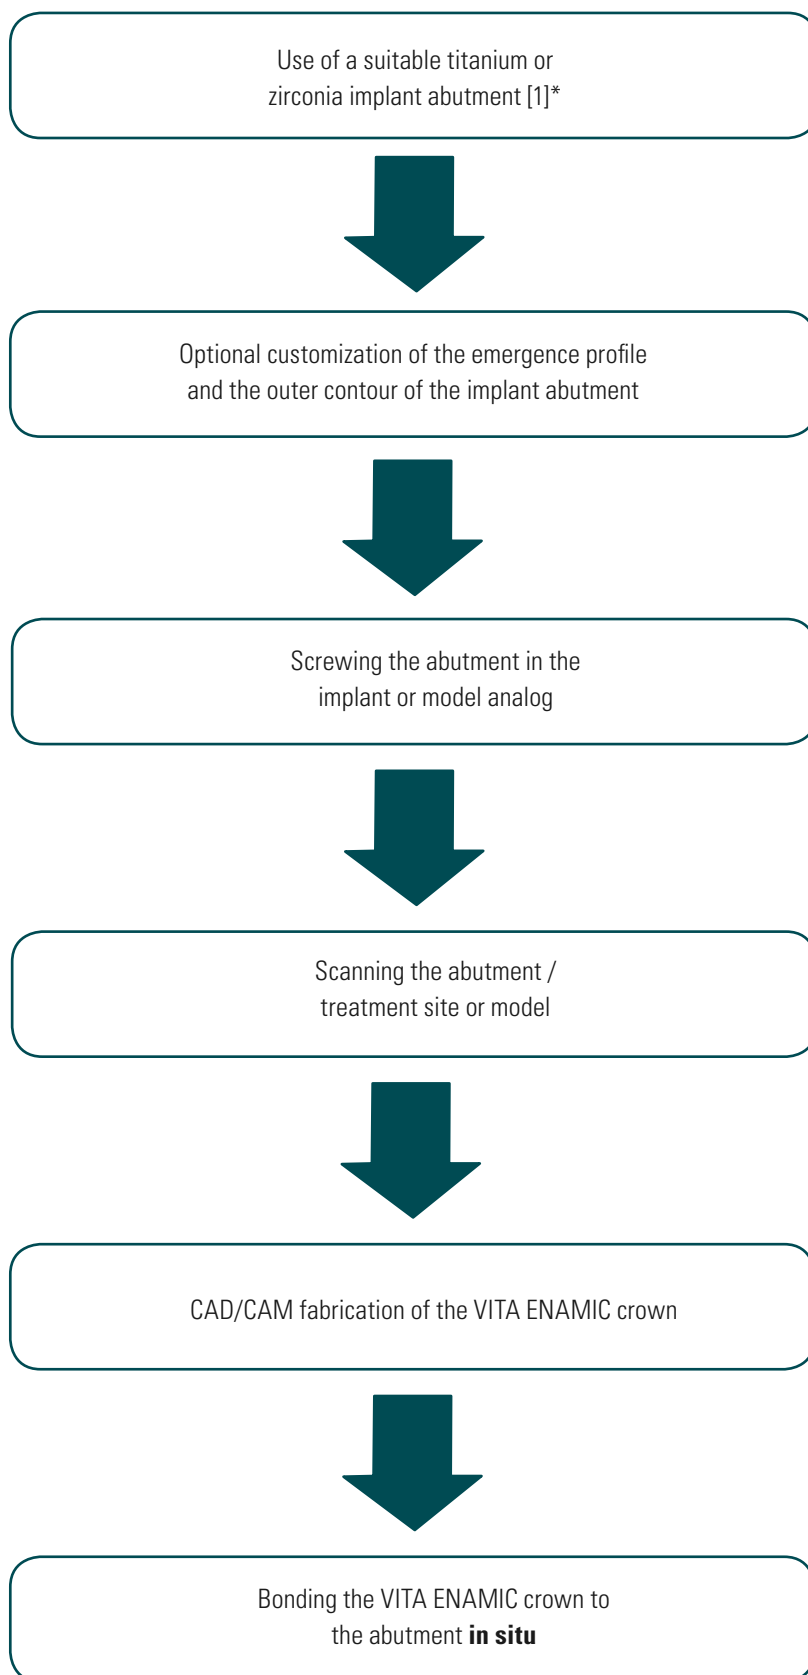 Use of a suitable titanium or
zirconia implant abutment [1]*
Optional customization of the emergence profile
and the outer contour of the implant abutment
Screwing the abutment in the
implant or model analog
Scanning the abutment /
treatment site or model
CAD/CAM fabrication of the VITA ENAMIC crown
Bonding the VITA ENAMIC crown to
the abutment in situ